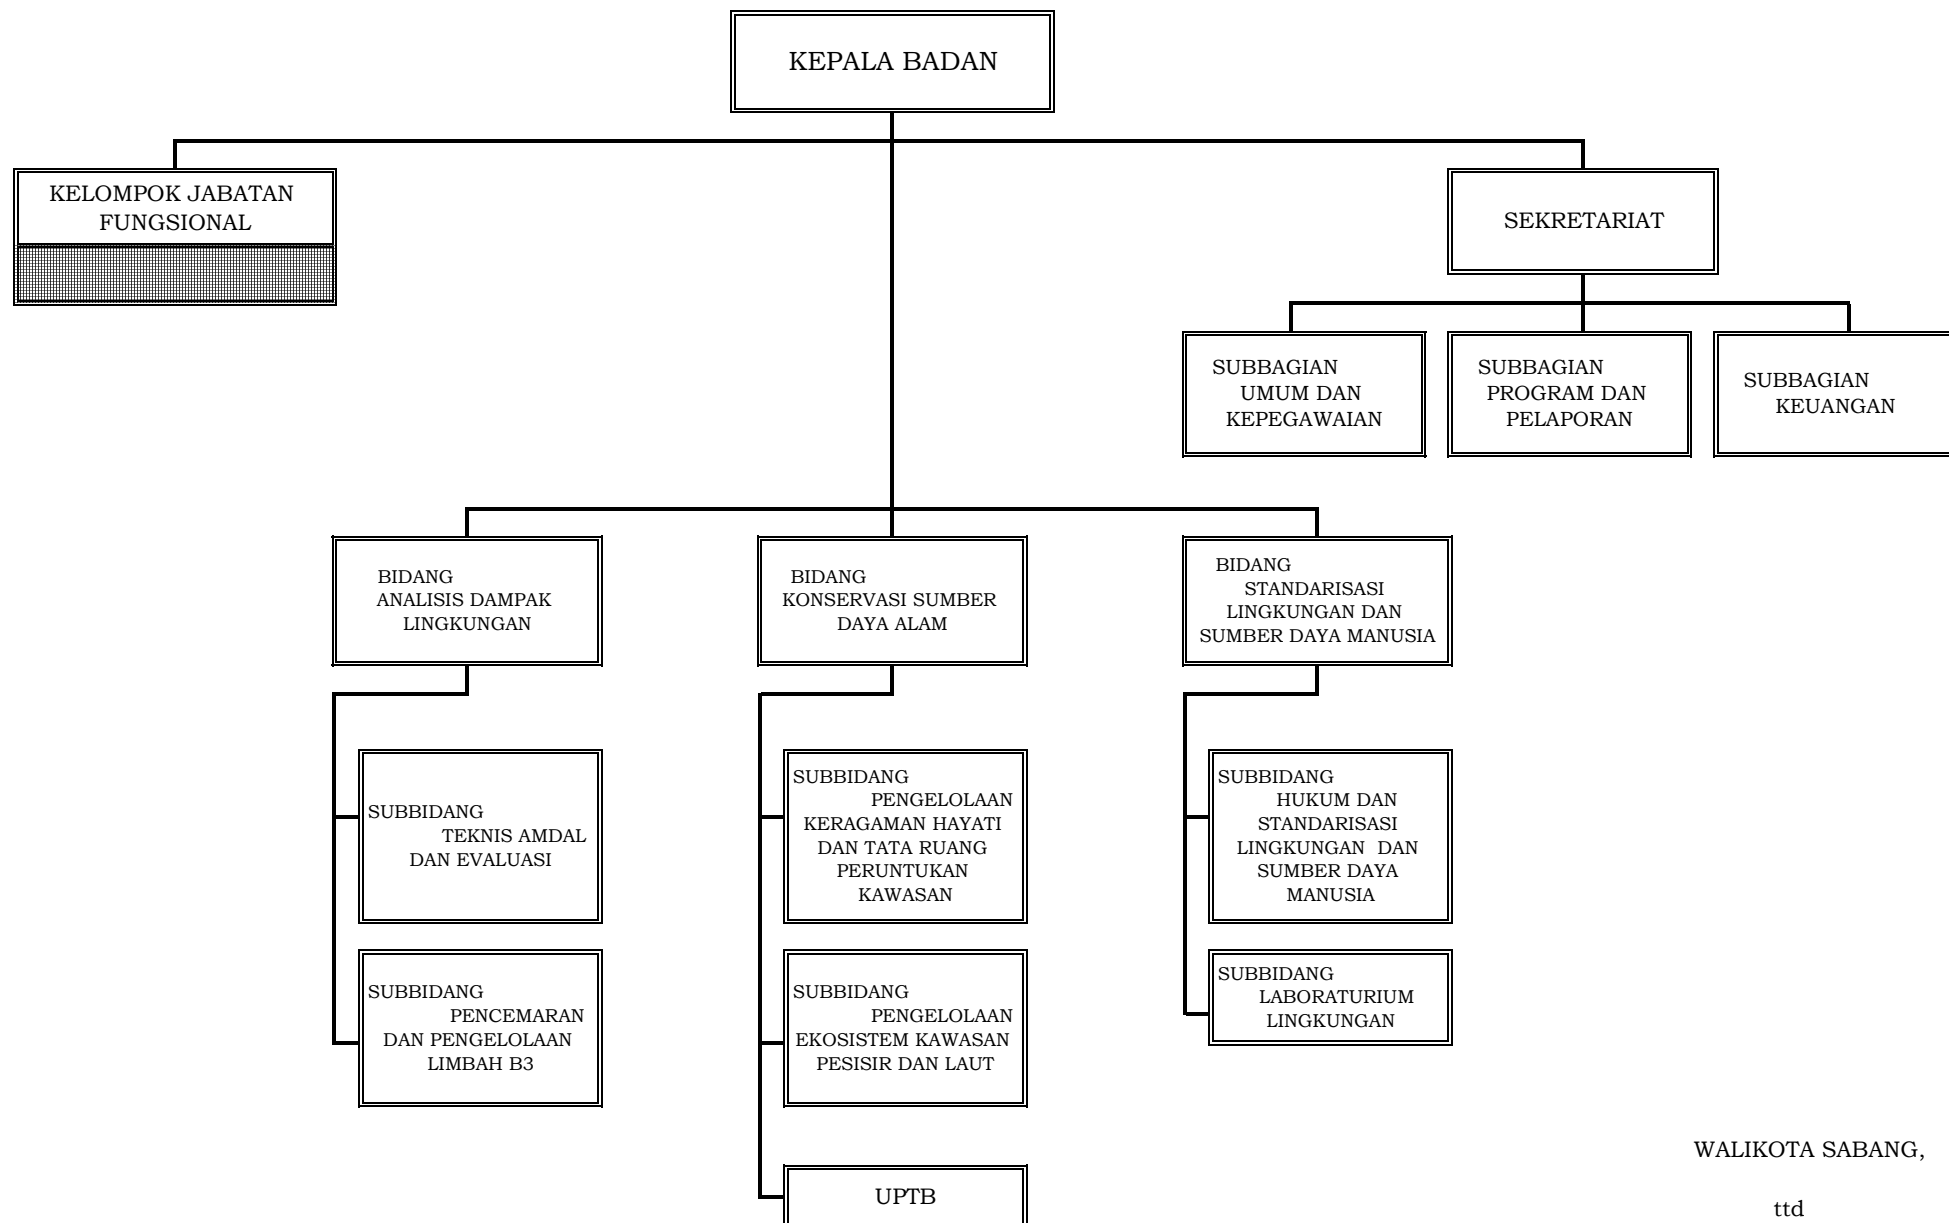 KEPALA BADAN
KELOMPOK JABATAN
FUNGSIONAL
SEKRETARIAT
SUBBAGIAN
UMUM DAN
KEPEGAWAIAN
SUBBAGIAN
PROGRAM DAN
PELAPORAN
SUBBAGIAN
KEUANGAN
BIDANG
ANALISIS DAMPAK
LINGKUNGAN
BIDANG
KONSERVASI SUMBER
DAYA ALAM
BIDANG
STANDARISASI
LINGKUNGAN DAN
SUMBER DAYA MANUSIA
SUBBIDANG
TEKNIS AMDAL
DAN EVALUASI
SUBBIDANG
PENGELOLAAN
KERAGAMAN HAYATI
DAN TATA RUANG
PERUNTUKAN
KAWASAN
SUBBIDANG
HUKUM DAN
STANDARISASI
LINGKUNGAN DAN
SUMBER DAYA
MANUSIA
SUBBIDANG
PENCEMARAN
DAN PENGELOLAAN
LIMBAH B3
SUBBIDANG
PENGELOLAAN
EKOSISTEM KAWASAN
PESISIR DAN LAUT
SUBBIDANG
LABORATURIUM
LINGKUNGAN
UPTB
WALIKOTA SABANG,
ttd